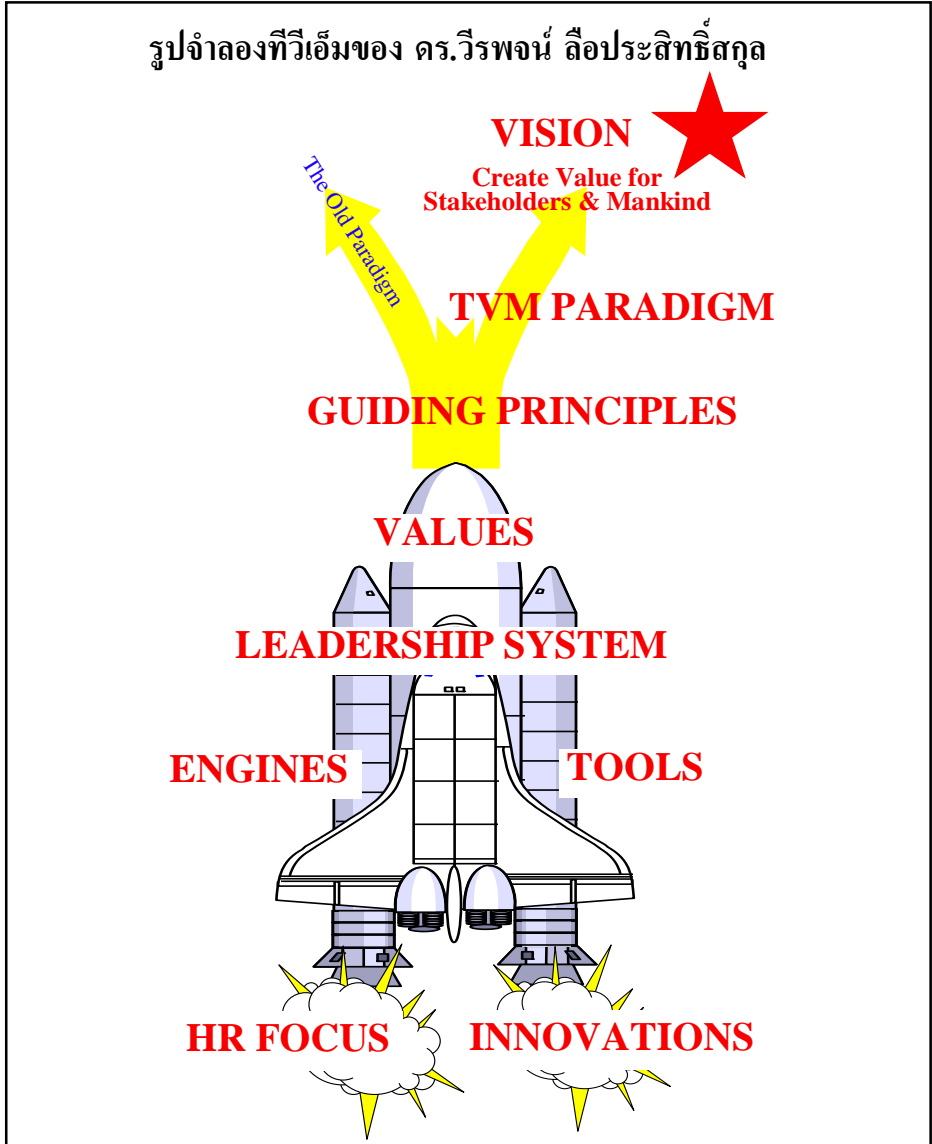 รูปจำลองทีวีเอ็มของ ดร.วีรพจน์ ลือประสิทธิ์สกุล
VISION
Create Value for
Stakeholders & Mankind
The Old Paradigm
TVM PARADIGM
GUIDING PRINCIPLES
VALUES
LEADERSHIP SYSTEM
ENGINES
TOOLS
HR FOCUS
INNOVATIONS